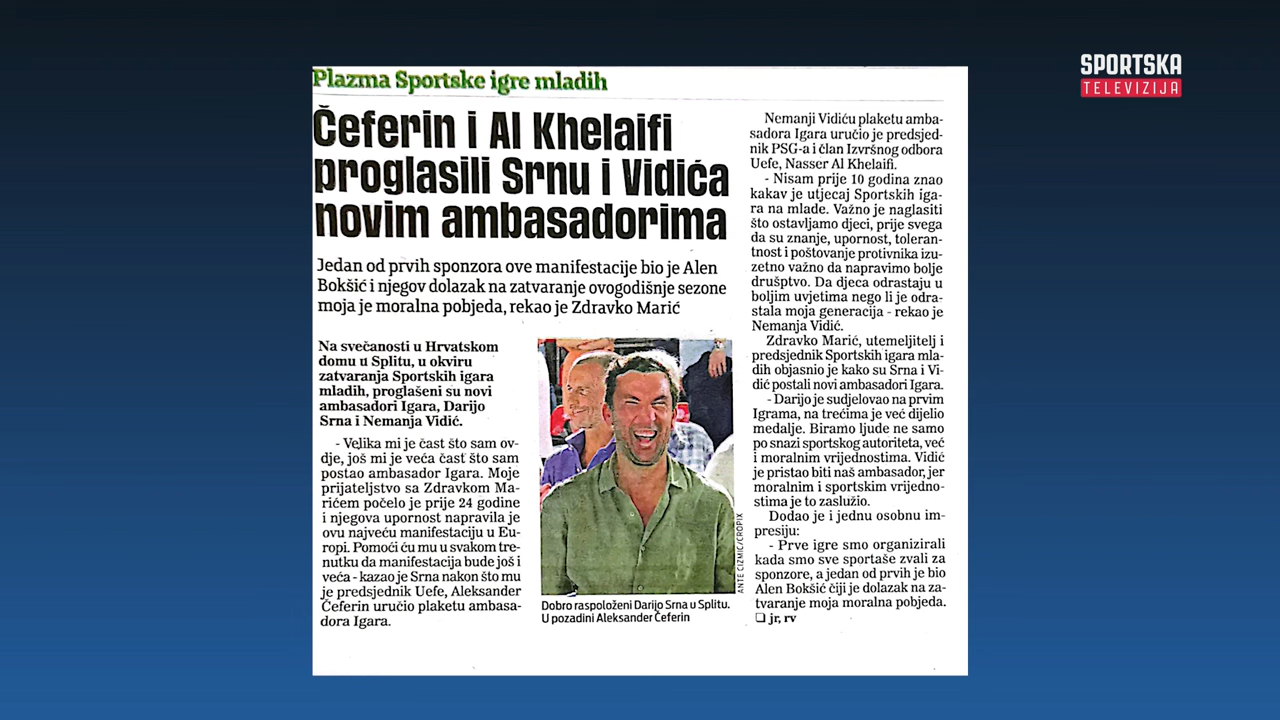 SPORTSKA
TELEVIZIJA
Plazma Sportske igre mladih
Čeferin i Al Khelaifi
proglasili Srnu i Vidića
novim ambasadorima
Jedan od prvih sponzora ove manifestacije bio je Alen
Bokšić i njegov dolazak na zatvaranje ovogodišnje sezone
moja je moralna pobjeda, rekao je Zdravko Marić
Na svečanosti u Hrvatskom
domu u Splitu, u okviru
zatvaranja Sportskih igara
mladih, proglašeni su novi
ambasadori Igara, Darijo
Srna i Nemanja Vidić.
- Velika mi je čast što sam ov-
dje, još mi je veća čast što sam
postao ambasador Igara. Moje
prijateljstvo sa Zdravkom Ma-
rićem počelo je prije 24 godine
i njegova upornost napravila je
ovu najveću manifestaciju u Eu-
ropi. Pomoći ću mu u svakom tre-
nutku da manifestacija bude još i
veća - kazao je Srna nakon što mu
je predsjednik Uefe, Aleksander
Čeferin uručio plaketu ambasa-
dora Igara.
ANTE CIZMIC/CROPIX
Dobro raspoloženi Darijo Srna u Splitu.
U pozadini Aleksander Čeferin
Nemanji Vidiću plaketu amba-
sadora Igara uručio je predsjed-
nik PSG-a i član Izvršnog odbora
Uefe, Nasser Al Khelaifi.
- Nisam prije 10 godina znao
kakav je utjecaj Sportskih iga-
ra na mlade. Važno je naglasiti
što ostavljamo djeci, prije svega
da su znanje, upornost, toleran-
tnost i poštovanje protivnika izu-
zetno važno da napravimo bolje
društvo. Da djeca odrastaju u
boljim uvjetima nego li je odra-
stala moja generacija - rekao je
Nemanja Vidić.
Zdravko Marić, utemeljitelj i
predsjednik Sportskih igara mla-
dih objasnio je kako su Srna i Vi-
dić postali novi ambasadori Igara.
- Darijo je sudjelovao na prvim
Igrama, na trećima je već dijelio
medalje. Biramo ljude ne samo
po snazi sportskog autoriteta, već
i moralnim vrijednostima. Vidić
je pristao biti naš ambasador, jer
moralnim i sportskim vrijedno-
stima je to zaslužio.
Dodao je i jednu osobnu im-
presiju:
- Prve igre smo organizirali
kada smo sve sportaše zvali za
sponzore, a jedan od prvih je bio
Alen Bokšić čiji je dolazak na za-
tvaranje moja moralna pobjeda.
❏ jr, rv